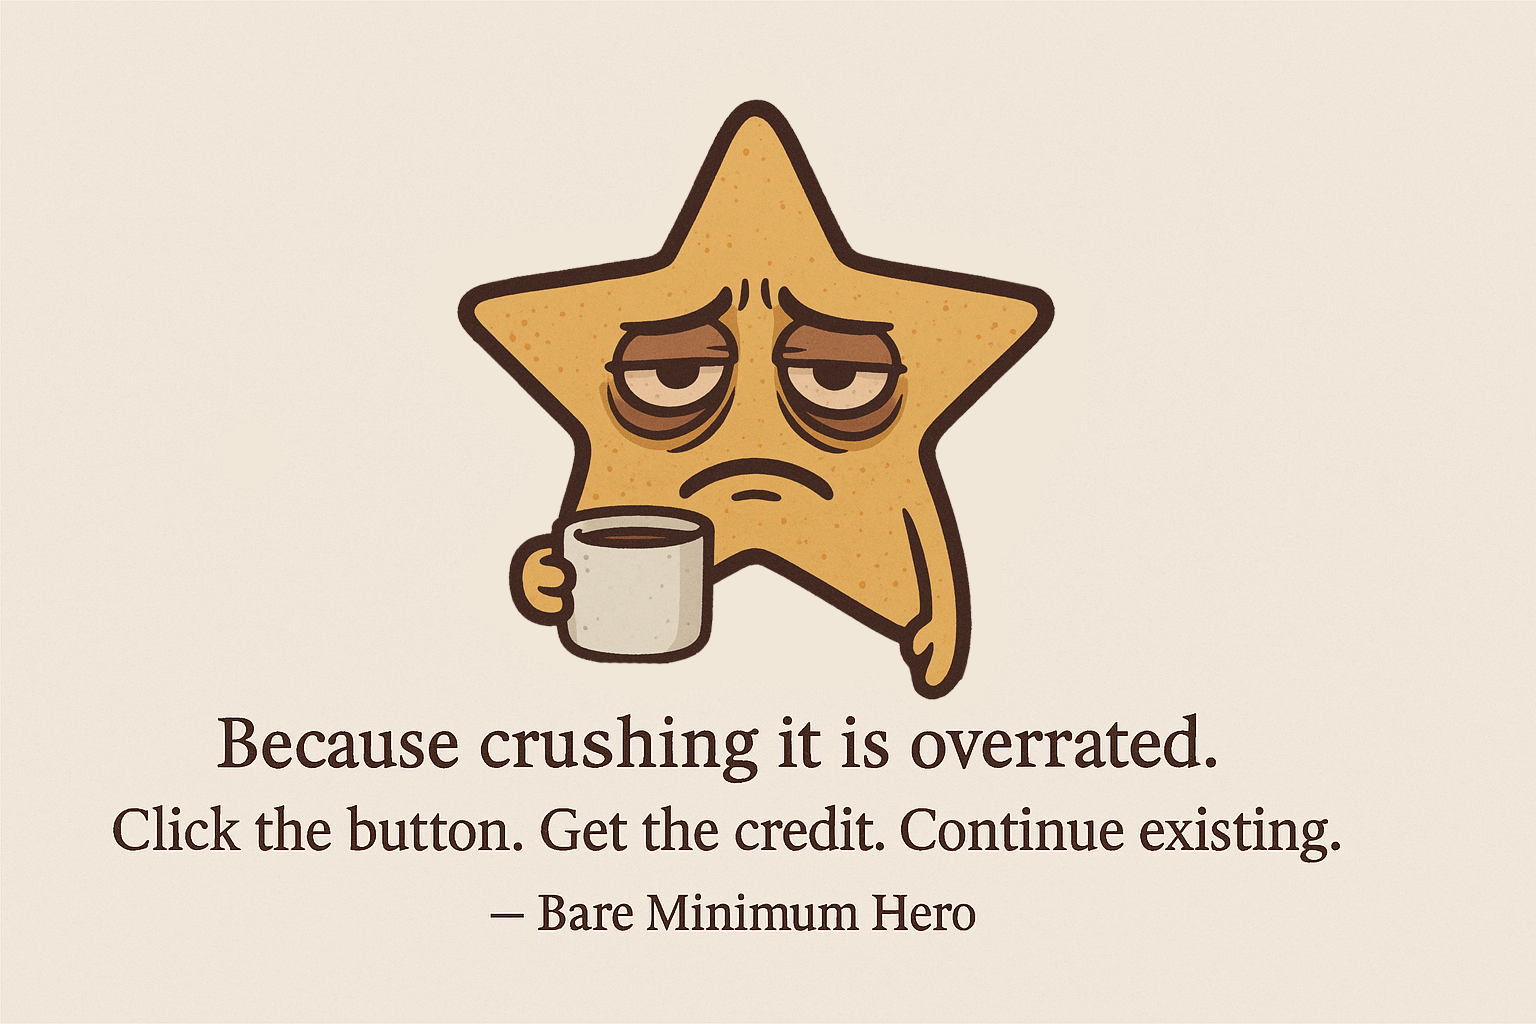 Because crushing it is overrated.
Click the button. Get the credit. Continue existing.
— Bare Minimum Hero